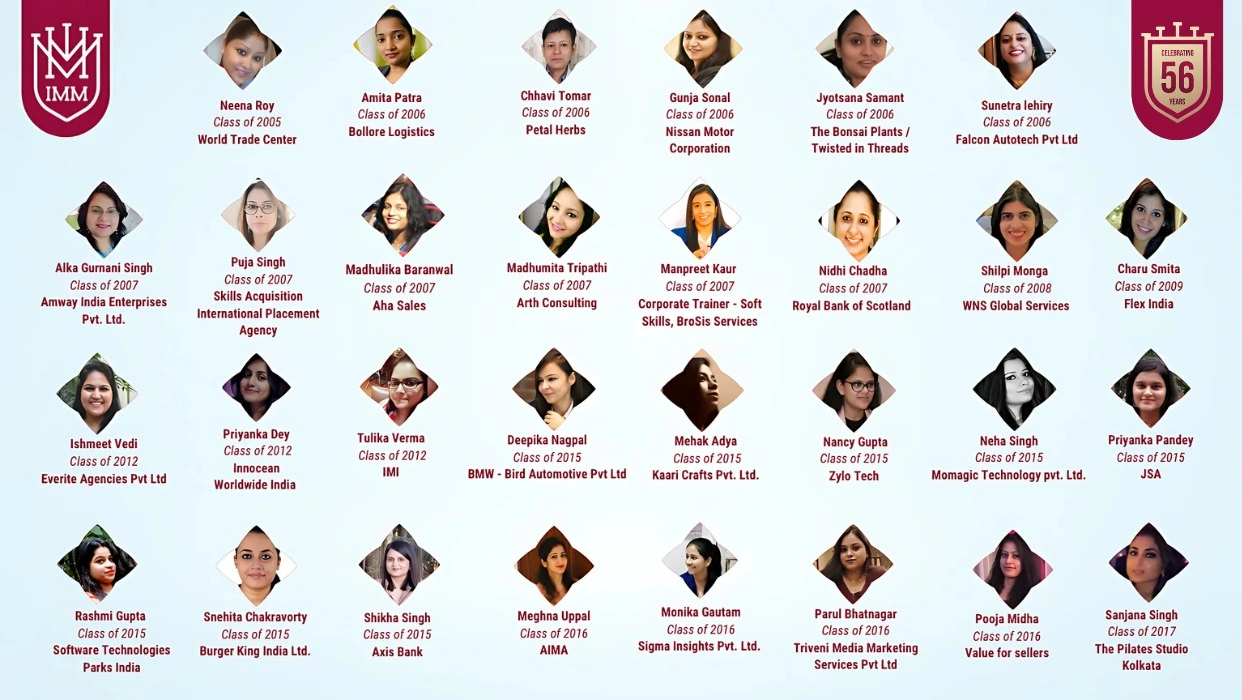 IMM
CELEBRATING
56
YEARS
Neena Roy
Class of 2005
World Trade Center
Amita Patra
Class of 2006
Bollore Logistics
Chhavi Tomar
Class of 2006
Petal Herbs
Gunja Sonal
Class of 2006
Nissan Motor
Corporation
Jyotsana Samant
Class of 2006
The Bonsai Plants /
Twisted in Threads
Sunetra lehiry
Class of 2006
Falcon Autotech Pvt Ltd
Alka Gurnani Singh
Class of 2007
Amway India Enterprises
Pvt. Ltd.
Puja Singh
Class of 2007
Skills Acquisition
International Placement
Agency
Madhulika Baranwal
Class of 2007
Aha Sales
Madhumita Tripathi
Class of 2007
Arth Consulting
Manpreet Kaur
Class of 2007
Corporate Trainer - Soft
Skills, BroSis Services
Nidhi Chadha
Class of 2007
Royal Bank of Scotland
Shilpi Monga
Class of 2008
WNS Global Services
Charu Smita
Class of 2009
Flex India
Ishmeet Vedi
Class of 2012
Everite Agencies Pvt Ltd
Priyanka Dey
Class of 2012
Innocean
Worldwide India
Tulika Verma
Class of 2012
IMI
Deepika Nagpal
Class of 2015
BMW - Bird Automotive Pvt Ltd
Mehak Adya
Class of 2015
Kaari Crafts Pvt. Ltd.
Nancy Gupta
Class of 2015
Zylo Tech
Neha Singh
Class of 2015
Momagic Technology pvt. Ltd.
Priyanka Pandey
Class of 2015
JSA
Rashmi Gupta
Class of 2015
Software Technologies
Parks India
Snehita Chakravorty
Class of 2015
Burger King India Ltd.
Shikha Singh
Class of 2015
Axis Bank
Meghna Uppal
Class of 2016
AIMA
Monika Gautam
Class of 2016
Sigma Insights Pvt. Ltd.
Parul Bhatnagar
Class of 2016
Triveni Media Marketing
Services Pvt Ltd
Pooja Midha
Class of 2016
Value for sellers
Sanjana Singh
Class of 2017
The Pilates Studio
Kolkata